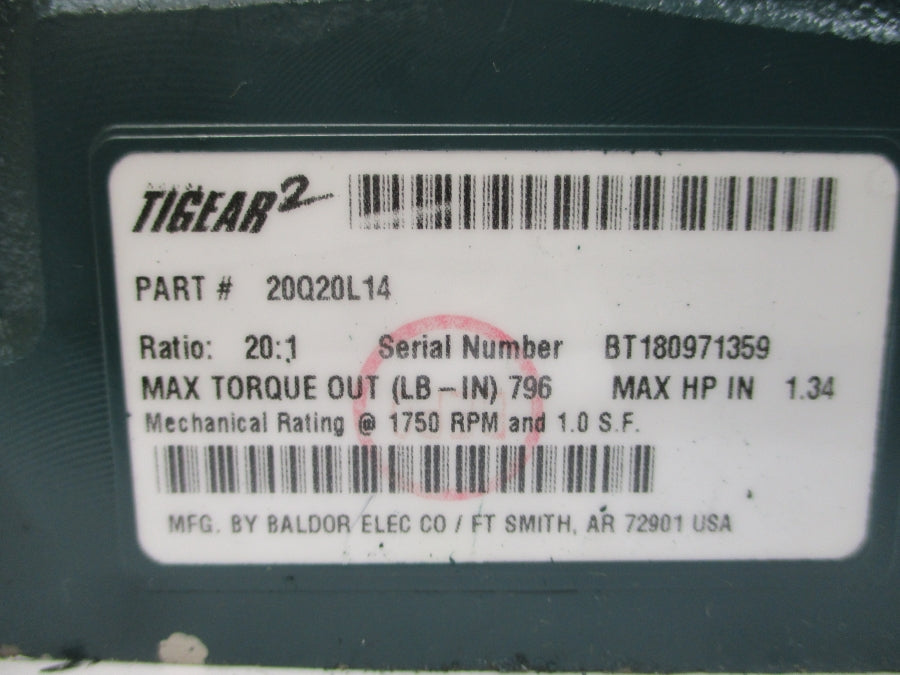 TIGEAR2
PART # 20Q20L14
Ratio: 20:1 Serial Number BT180971359
MAX TORQUE OUT (LB-IN) 796 MAX HP IN 1.34
Mechanical Rating @ 1750 RPM and 1.0 S.F.
MFG. BY BALDOR ELEC CO / FT SMITH, AR 72901 USA